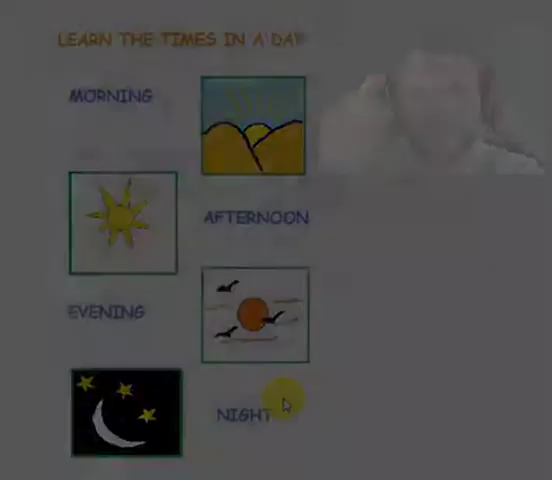 LEARN THE TIMES IN A DAY
MORNING
AFTERNOON
EVENING
NIGHT